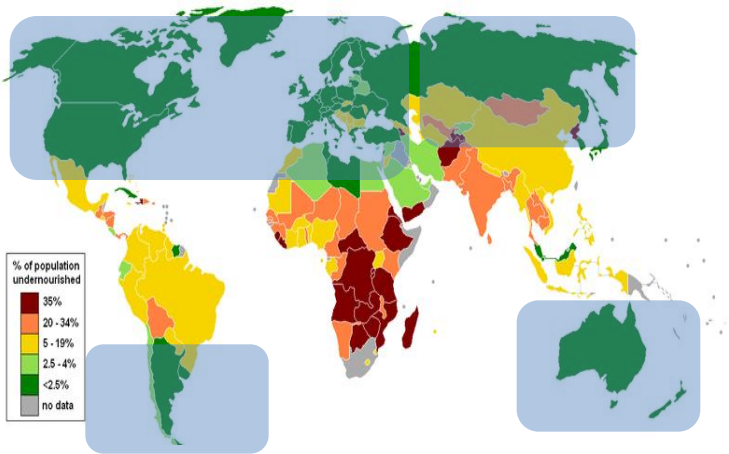 % of population
undernourished
35%
20 - 34%
5 - 19%
2.5 - 4%
<2.5%
no data